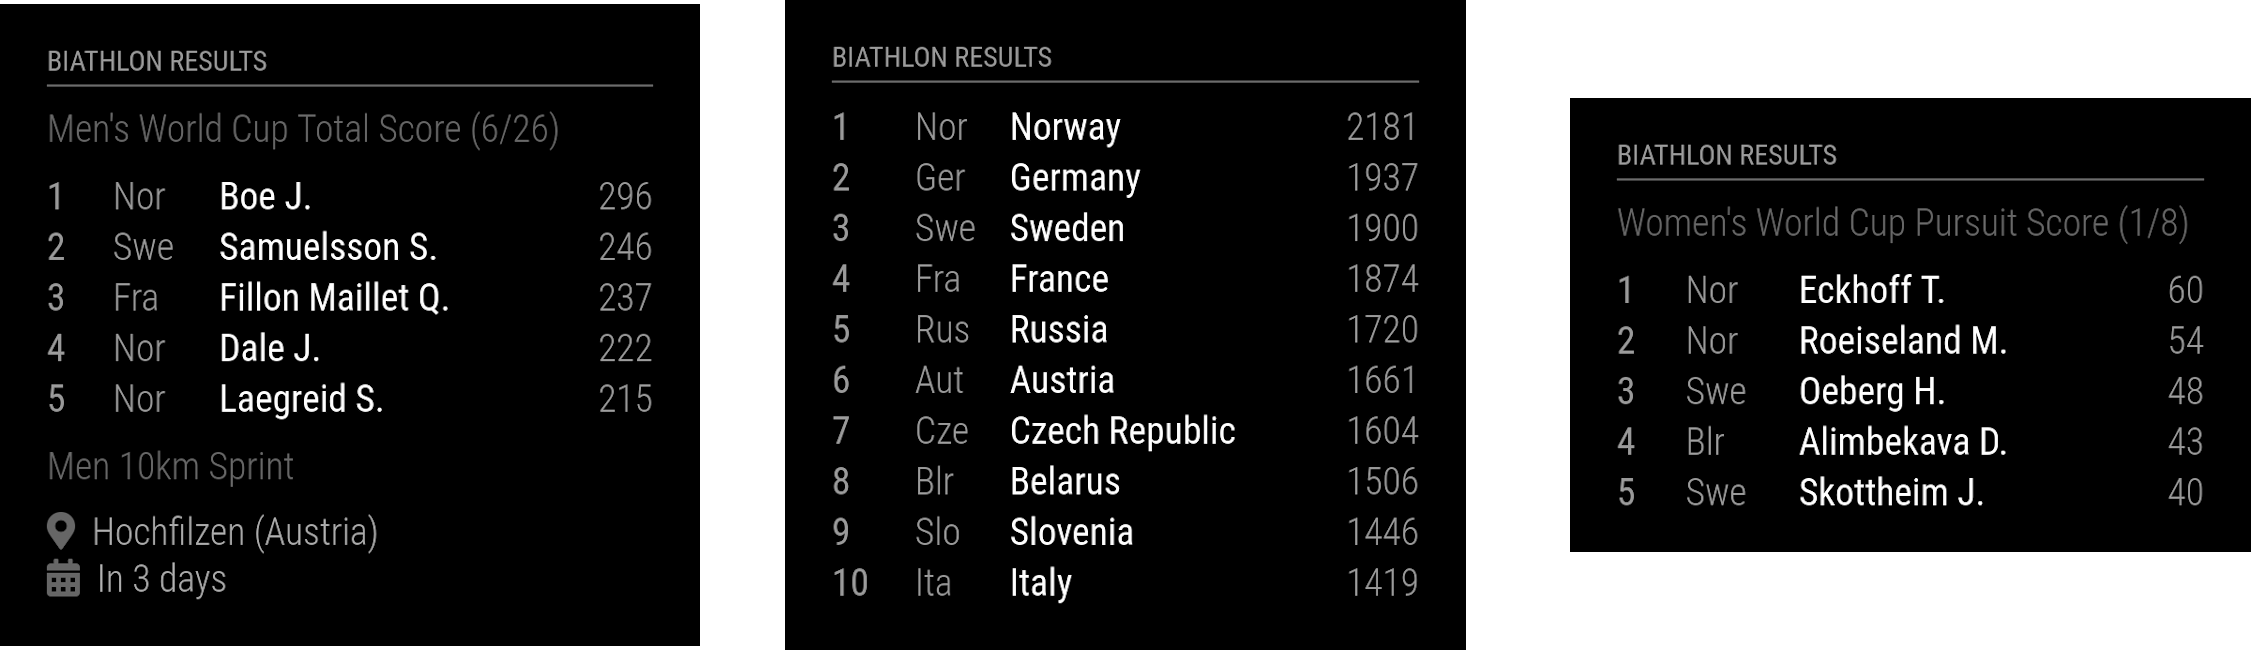 BIATHLON RESULTS
Men's World Cup Total Score (6/26)
1 Nor Boe J. 296
2 Swe Samuelsson S. 246
3 Fra Fillon Maillet Q. 237
4 Nor Dale J. 222
5 Nor Laegreid S. 215
Men 10km Sprint
Hochfilzen (Austria)
In 3 days
BIATHLON RESULTS
1 Nor Norway 2181
2 Ger Germany 1937
3 Swe Sweden 1900
4 Fra France 1874
5 Rus Russia 1720
6 Aut Austria 1661
7 Cze Czech Republic 1604
8 Blr Belarus 1506
9 Slo Slovenia 1446
10 Ita Italy 1419
BIATHLON RESULTS
Women's World Cup Pursuit Score (1/8)
1 Nor Eckhoff T. 60
2 Nor Roeiseland M. 54
3 Swe Oeberg H. 48
4 Blr Alimbekava D. 43
5 Swe Skottheim J. 40